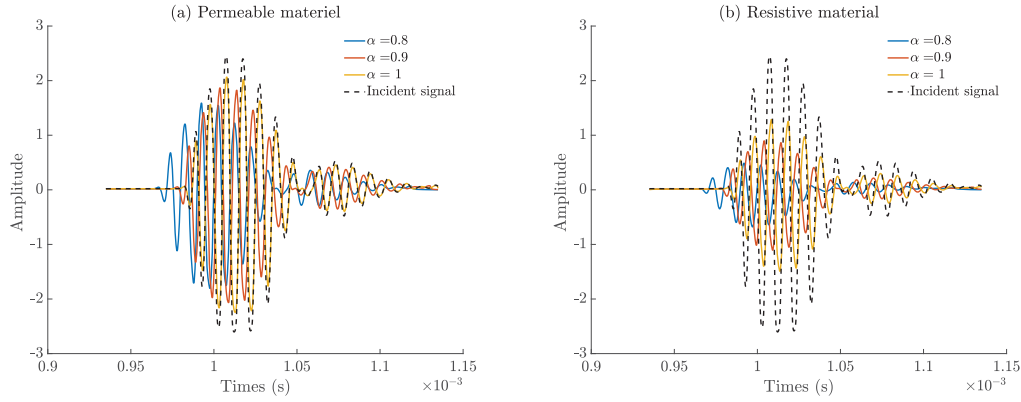 (a) Permeable materiel
3
2
1
0
-1
-2
-3
Amplitude
α =0.8
α =0.9
α = 1
Incident signal
0.9
0.95
1
1.05
1.1
1.15
Times (s)
×10⁻³
(b) Resistive material
3
2
1
0
-1
-2
-3
Amplitude
α =0.8
α =0.9
α = 1
Incident signal
0.9
0.95
1
1.05
1.1
1.15
Times (s)
×10⁻³